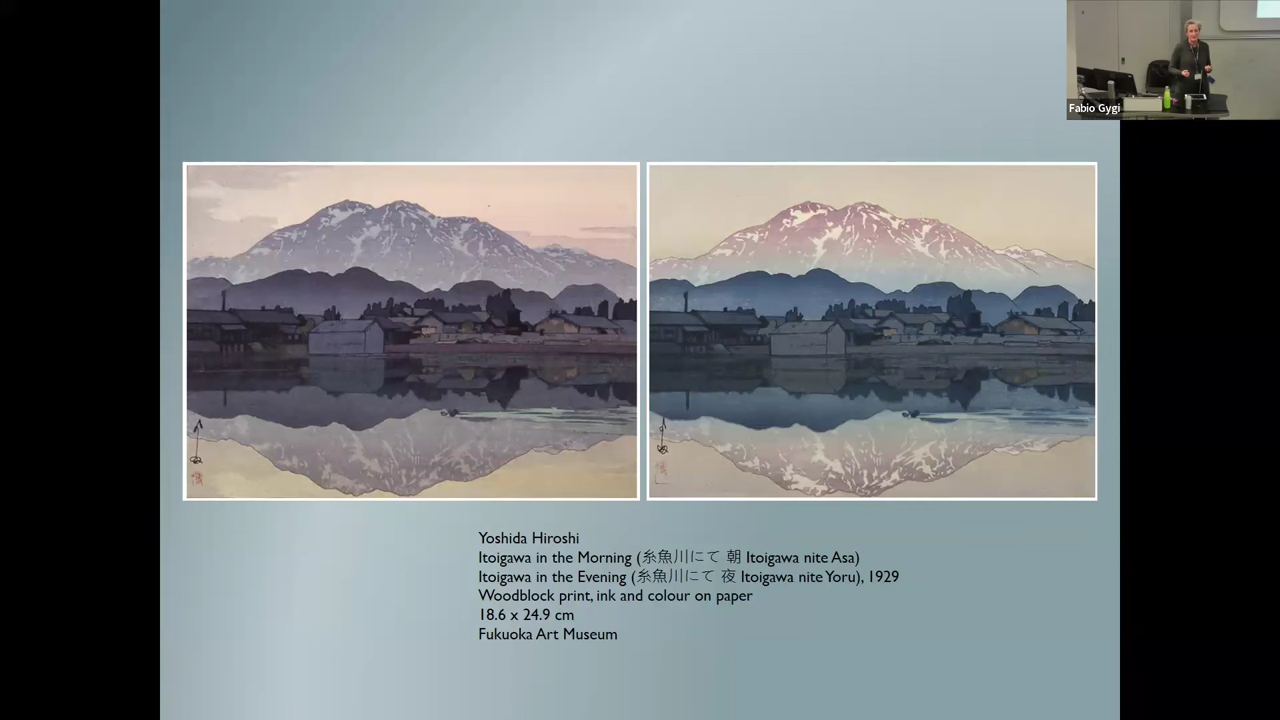 Fabio Gygi
Yoshida Hiroshi
Itoigawa in the Morning (糸魚川にて 朝 Itoigawa nite Asa)
Itoigawa in the Evening (糸魚川にて 夜 Itoigawa nite Yoru), 1929
Woodblock print, ink and colour on paper
18.6 x 24.9 cm
Fukuoka Art Museum